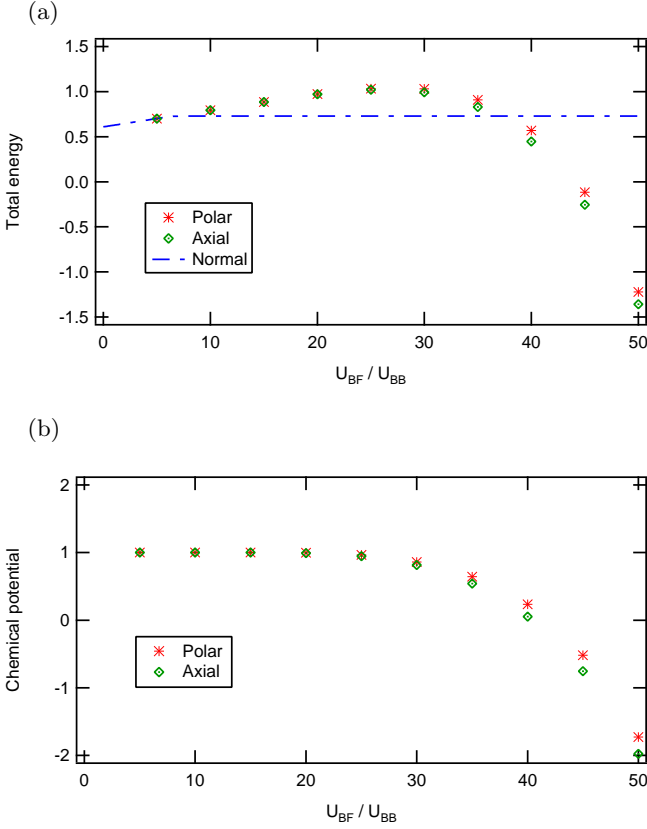 (a)
1.5
1.0
0.5
0.0
-0.5
-1.0
-1.5
Total energy
Polar
Axial
Normal
0 10 20 30 40 50
U_BF / U_BB
(b)
2
1
0
-1
-2
Chemical potential
Polar
Axial
0 10 20 30 40 50
U_BF / U_BB